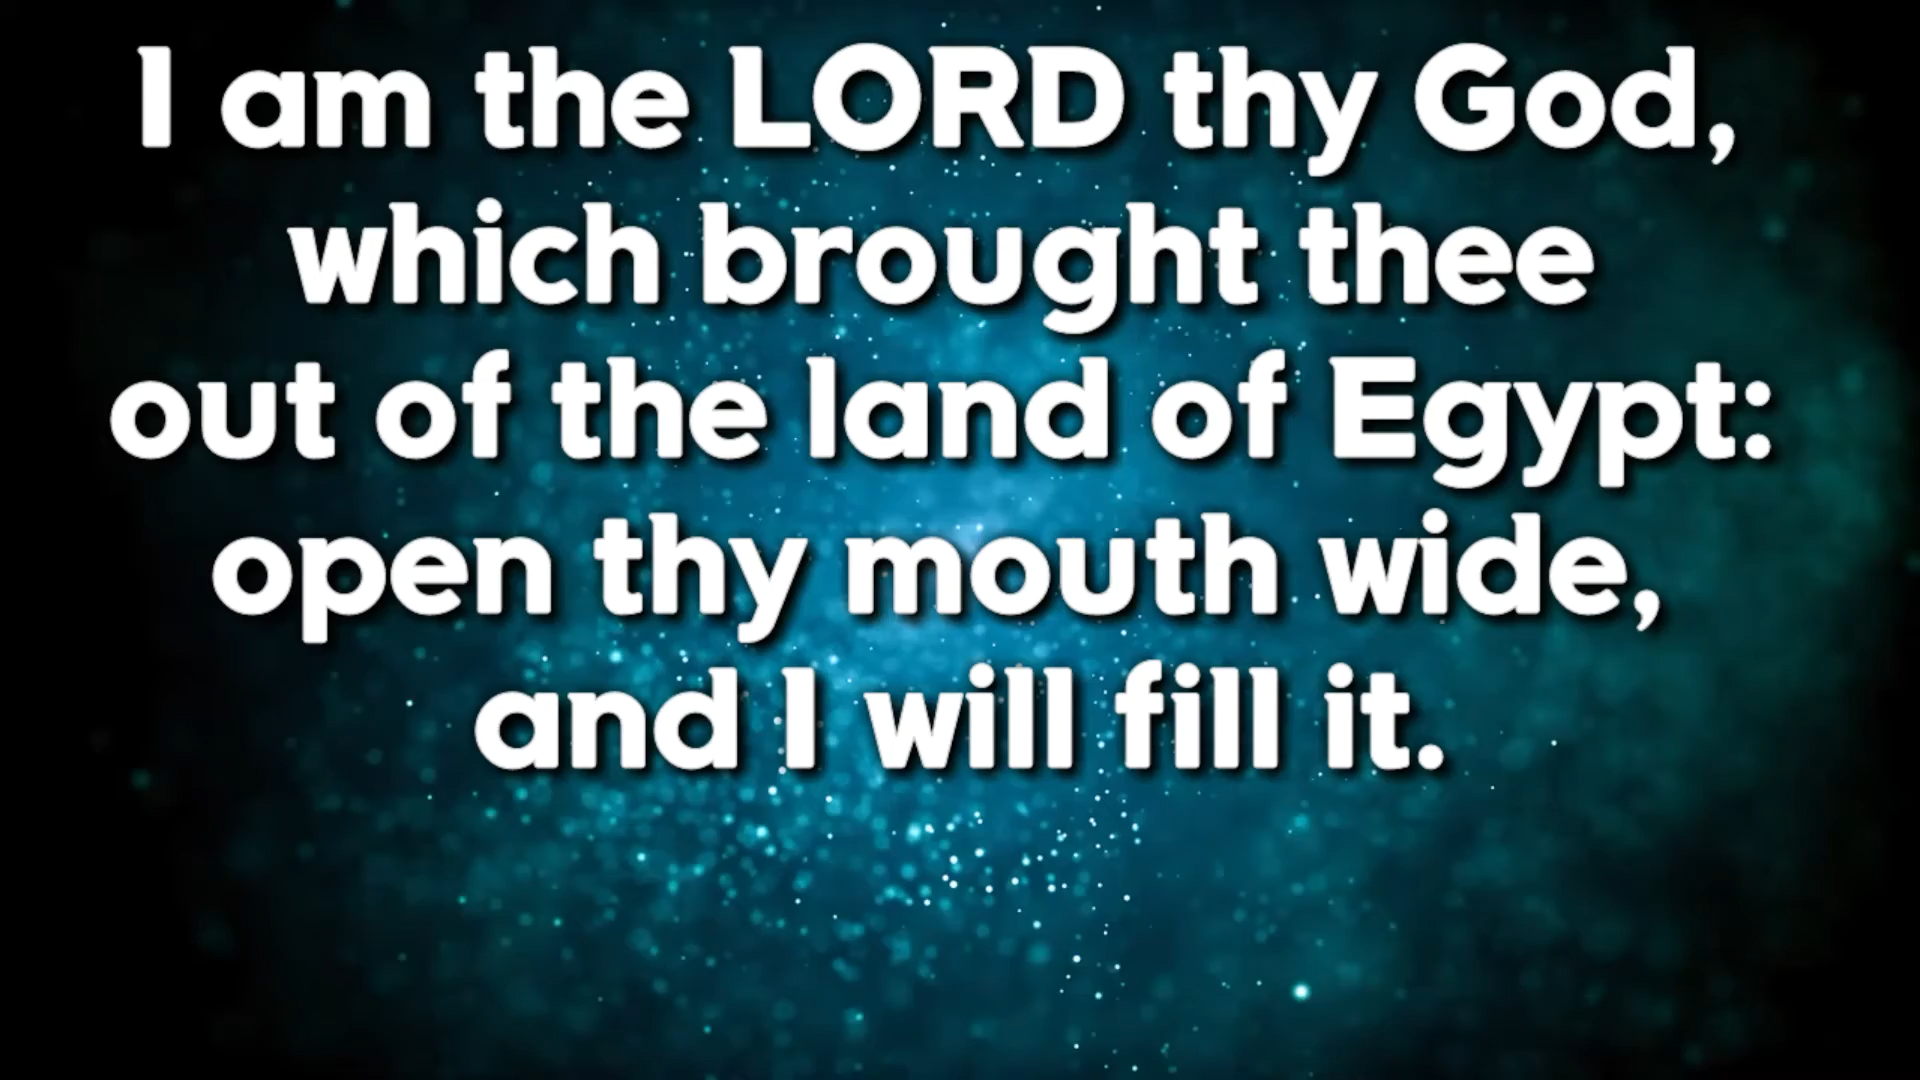 I am the LORD thy God,
which brought thee
out of the land of Egypt:
open thy mouth wide,
and I will fill it.